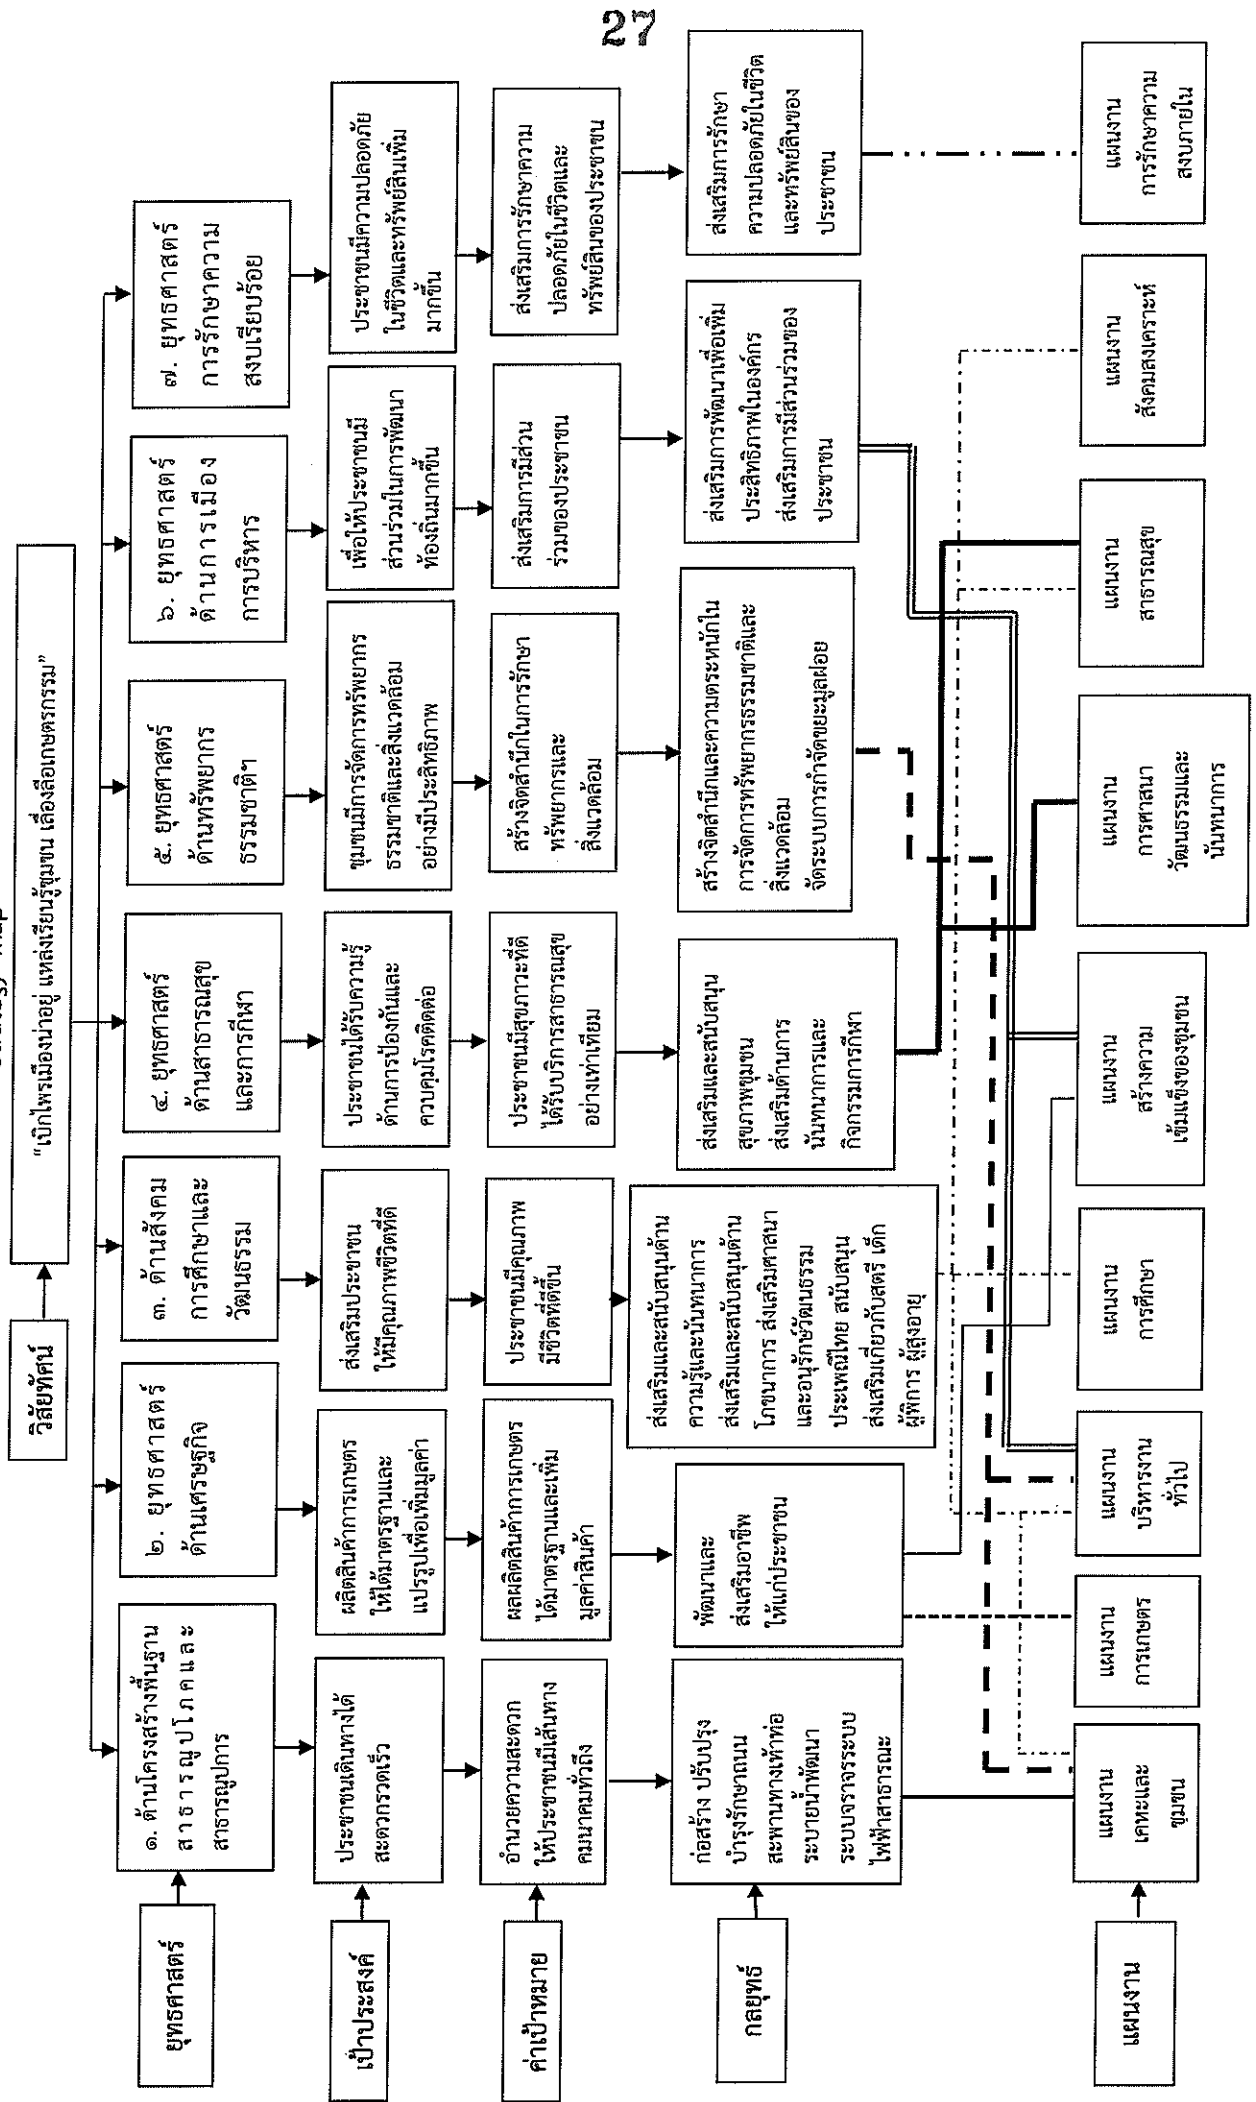 27
วิสัยทัศน์
“เบิกไพรเมืองน่าอยู่ แหล่งเรียนรู้ชุมชน เลื่องลือเกษตรกรรม”
ยุทธศาสตร์
๑. ด้านโครงสร้างพื้นฐาน
สาธารณูปโภคและ
สาธารณูปการ
๒. ยุทธศาสตร์
ด้านเศรษฐกิจ
๓. ด้านสังคม
การศึกษาและ
วัฒนธรรม
๔. ยุทธศาสตร์
ด้านสาธารณสุข
และการกีฬา
๕. ยุทธศาสตร์
ด้านทรัพยากร
ธรรมชาติฯ
๖. ยุทธศาสตร์
ด้านการเมือง
การบริหาร
๗. ยุทธศาสตร์
การรักษาความ
สงบเรียบร้อย
เป้าประสงค์
ประชาชนเดินทางได้
สะดวกรวดเร็ว
ผลิตสินค้าการเกษตร
ให้ได้มาตรฐานและ
แปรรูปเพื่อเพิ่มมูลค่า
ส่งเสริมประชาชน
ให้มีคุณภาพชีวิตที่ดี
ประชาชนได้รับความรู้
ด้านการป้องกันและ
ควบคุมโรคติดต่อ
ชุมชนมีการจัดการทรัพยากร
ธรรมชาติและสิ่งแวดล้อม
อย่างมีประสิทธิภาพ
เพื่อให้ประชาชนมี
ส่วนร่วมในการพัฒนา
ท้องถิ่นมากขึ้น
ประชาชนมีความปลอดภัย
ในชีวิตและทรัพย์สินเพิ่ม
มากขึ้น
ค่าเป้าหมาย
อำนวยความสะดวก
ให้ประชาชนมีเส้นทาง
คมนาคมทั่วถึง
ผลผลิตสินค้าการเกษตร
ได้มาตรฐานและเพิ่ม
มูลค่าสินค้า
ประชาชนมีคุณภาพ
มีชีวิตที่ดีขึ้น
ประชาชนมีสุขภาวะที่ดี
ได้รับบริการสาธารณสุข
อย่างเท่าเทียม
สร้างจิตสำนึกในการรักษา
ทรัพยากรและ
สิ่งแวดล้อม
ส่งเสริมการมีส่วน
ร่วมของประชาชน
ส่งเสริมการรักษาความ
ปลอดภัยในชีวิตและ
ทรัพย์สินของประชาชน
กลยุทธ์
ก่อสร้าง ปรับปรุง
บำรุงรักษาถนน
สะพานทางเท้าท่อ
ระบายน้ำพัฒนา
ระบบจราจรระบบ
ไฟฟ้าสาธารณะ
พัฒนาและ
ส่งเสริมอาชีพ
ให้แก่ประชาชน
ส่งเสริมและสนับสนุนด้าน
ความรู้และนันทนาการ
ส่งเสริมและสนับสนุนด้าน
โภชนาการ ส่งเสริมศาสนา
และอนุรักษ์วัฒนธรรม
ประเพณีไทย สนับสนุน
ส่งเสริมเกี่ยวกับสตรี เด็ก
ผู้พิการ ผู้สูงอายุ
ส่งเสริมและสนับสนุน
สุขภาพชุมชน
ส่งเสริมด้านการ
นันทนาการและ
กิจกรรมการกีฬา
สร้างจิตสำนึกและความตระหนักใน
การจัดการทรัพยากรธรรมชาติและ
สิ่งแวดล้อม
จัดระบบการกำจัดขยะมูลฝอย
ส่งเสริมการพัฒนาเพื่อเพิ่ม
ประสิทธิภาพในองค์กร
ส่งเสริมการมีส่วนร่วมของ
ประชาชน
ส่งเสริมการรักษา
ความปลอดภัยในชีวิต
และทรัพย์สินของ
ประชาชน
แผนงาน
แผนงาน
เคหะและ
ชุมชน
แผนงาน
การเกษตร
แผนงาน
บริหารงาน
ทั่วไป
แผนงาน
การศึกษา
แผนงาน
สร้างความ
เข้มแข็งของชุมชน
แผนงาน
การศาสนา
วัฒนธรรมและ
นันทนาการ
แผนงาน
สาธารณสุข
แผนงาน
สังคมสงเคราะห์
แผนงาน
การรักษาความ
สงบภายใน